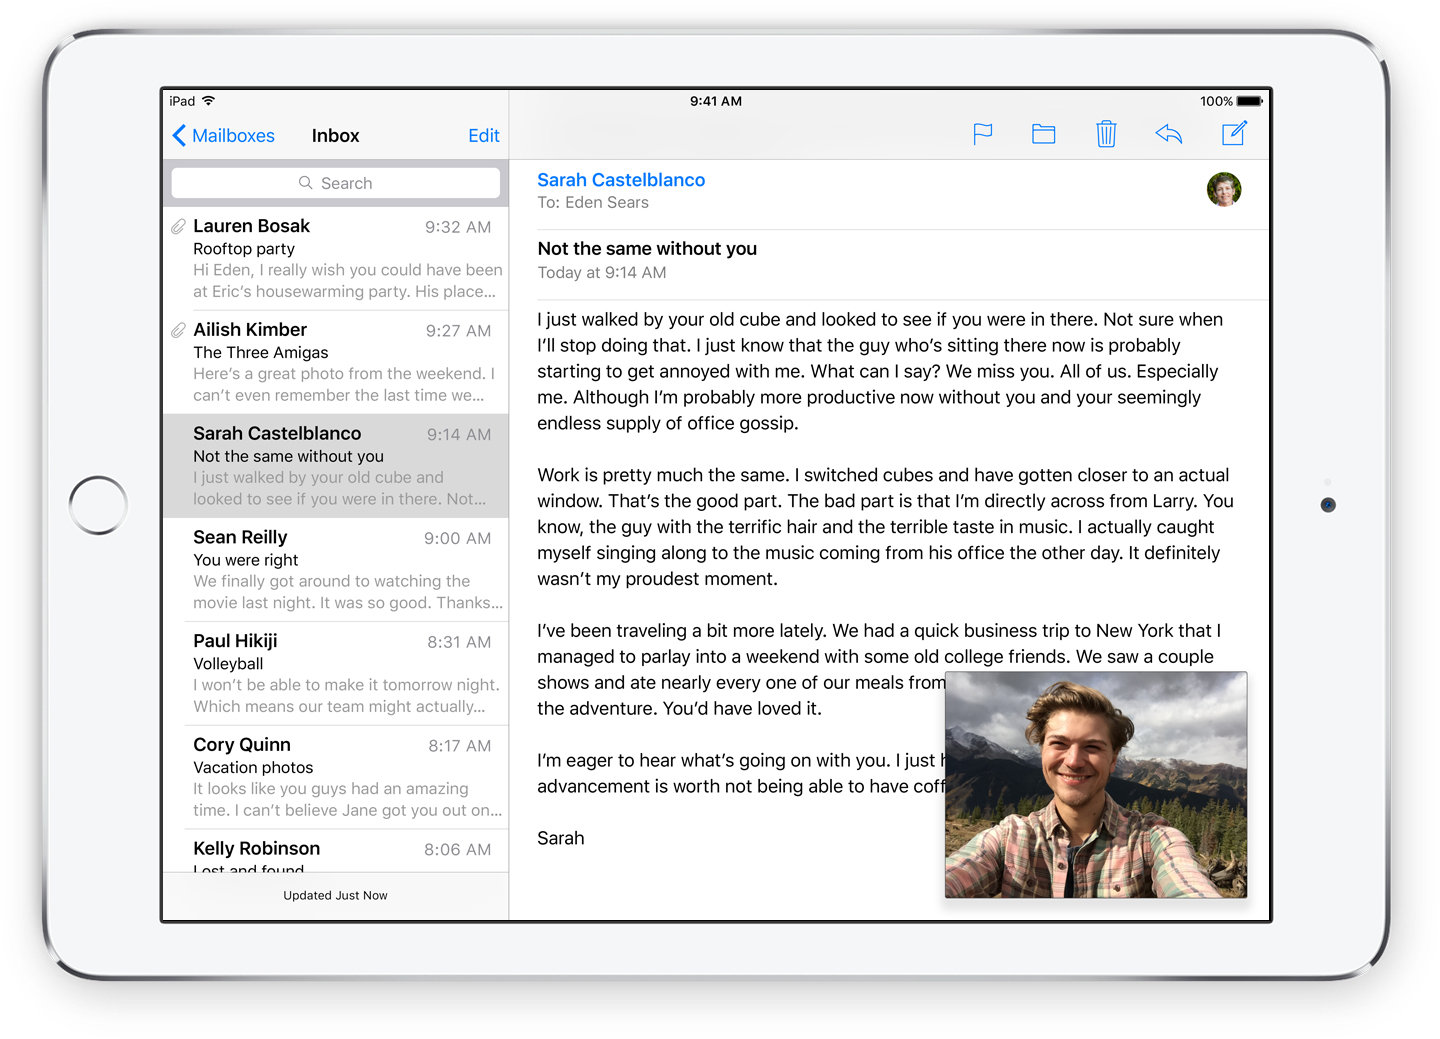 iPad
9:41 AM
100%
Mailboxes
Inbox
Edit
Search
Lauren Bosak
9:32 AM
Rooftop party
Hi Eden, I really wish you could have been
at Eric’s housewarming party. His place...
Ailish Kimber
9:27 AM
The Three Amigas
Here’s a great photo from the weekend. I
can’t even remember the last time we...
Sarah Castelblanco
9:14 AM
Not the same without you
I just walked by your old cube and
looked to see if you were in there. Not...
Sean Reilly
9:00 AM
You were right
We finally got around to watching the
movie last night. It was so good. Thanks...
Paul Hikiji
8:31 AM
Volleyball
I won’t be able to make it tomorrow night.
Which means our team might actually...
Cory Quinn
8:17 AM
Vacation photos
It looks like you guys had an amazing
time. I can’t believe Jane got you out on...
Kelly Robinson
8:06 AM
Lost and found
Updated Just Now
Sarah Castelblanco
To: Eden Sears
Not the same without you
Today at 9:14 AM
I just walked by your old cube and looked to see if you were in there. Not sure when
I’ll stop doing that. I just know that the guy who’s sitting there now is probably
starting to get annoyed with me. What can I say? We miss you. All of us. Especially
me. Although I’m probably more productive now without you and your seemingly
endless supply of office gossip.
Work is pretty much the same. I switched cubes and have gotten closer to an actual
window. That’s the good part. The bad part is that I’m directly across from Larry. You
know, the guy with the terrific hair and the terrible taste in music. I actually caught
myself singing along to the music coming from his office the other day. It definitely
wasn’t my proudest moment.
I’ve been traveling a bit more lately. We had a quick business trip to New York that I
managed to parlay into a weekend with some old college friends. We saw a couple
shows and ate nearly every one of our meals from
the adventure. You’d have loved it.
I’m eager to hear what’s going on with you. I just
advancement is worth not being able to have
Sarah